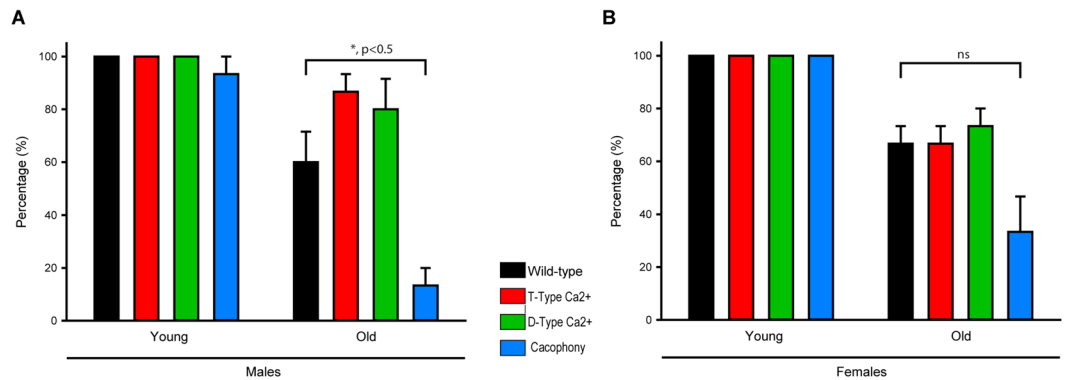 A
Percentage (%)
100
80
60
40
20
0
*, p<0.5
Young
Old
Males
Wild-type
T-Type Ca2+
D-Type Ca2+
Cacophony
B
Percentage (%)
100
80
60
40
20
0
ns
Young
Old
Females